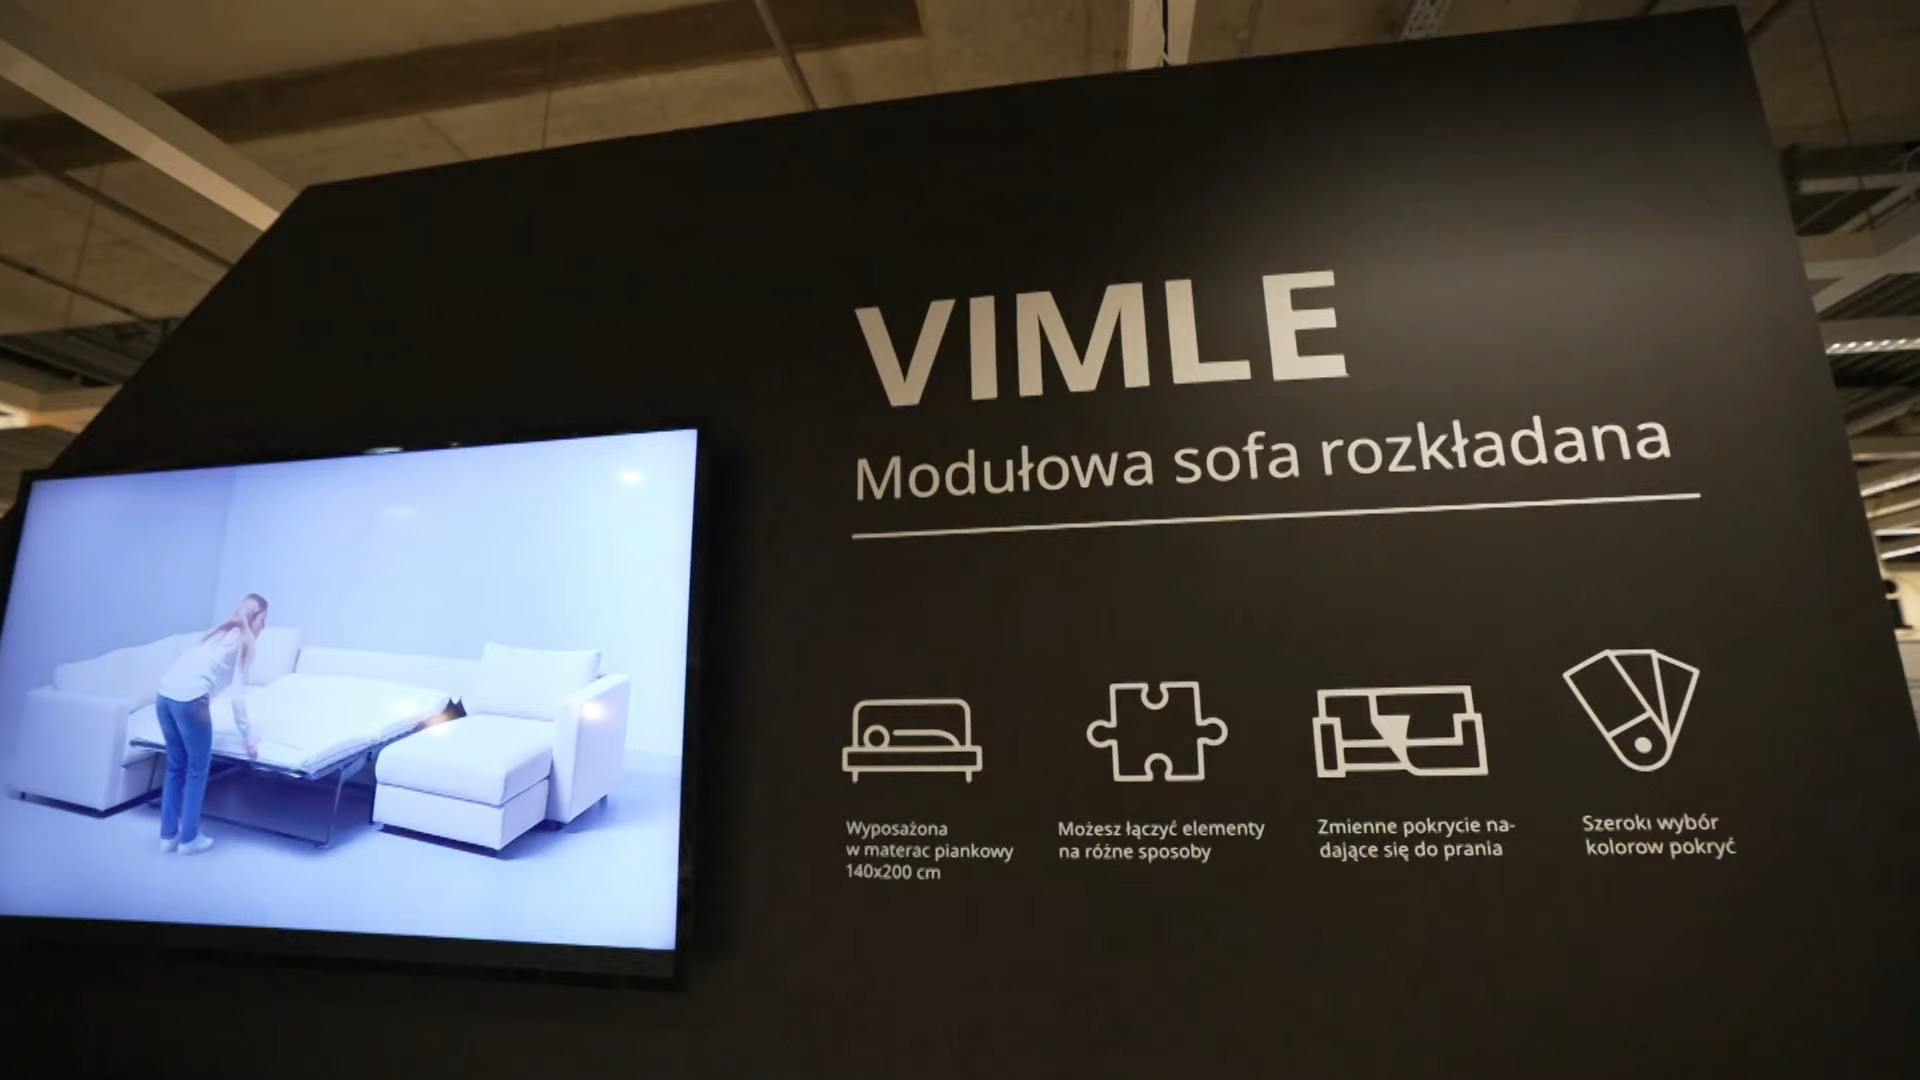 VIMLE
Modułowa sofa rozkładana
Wyposażona
w materac piankowy
140x200 cm
Możesz łączyć elementy
na różne sposoby
Zmienne pokrycie na-
dające się do prania
Szeroki wybór
kolorow pokryć